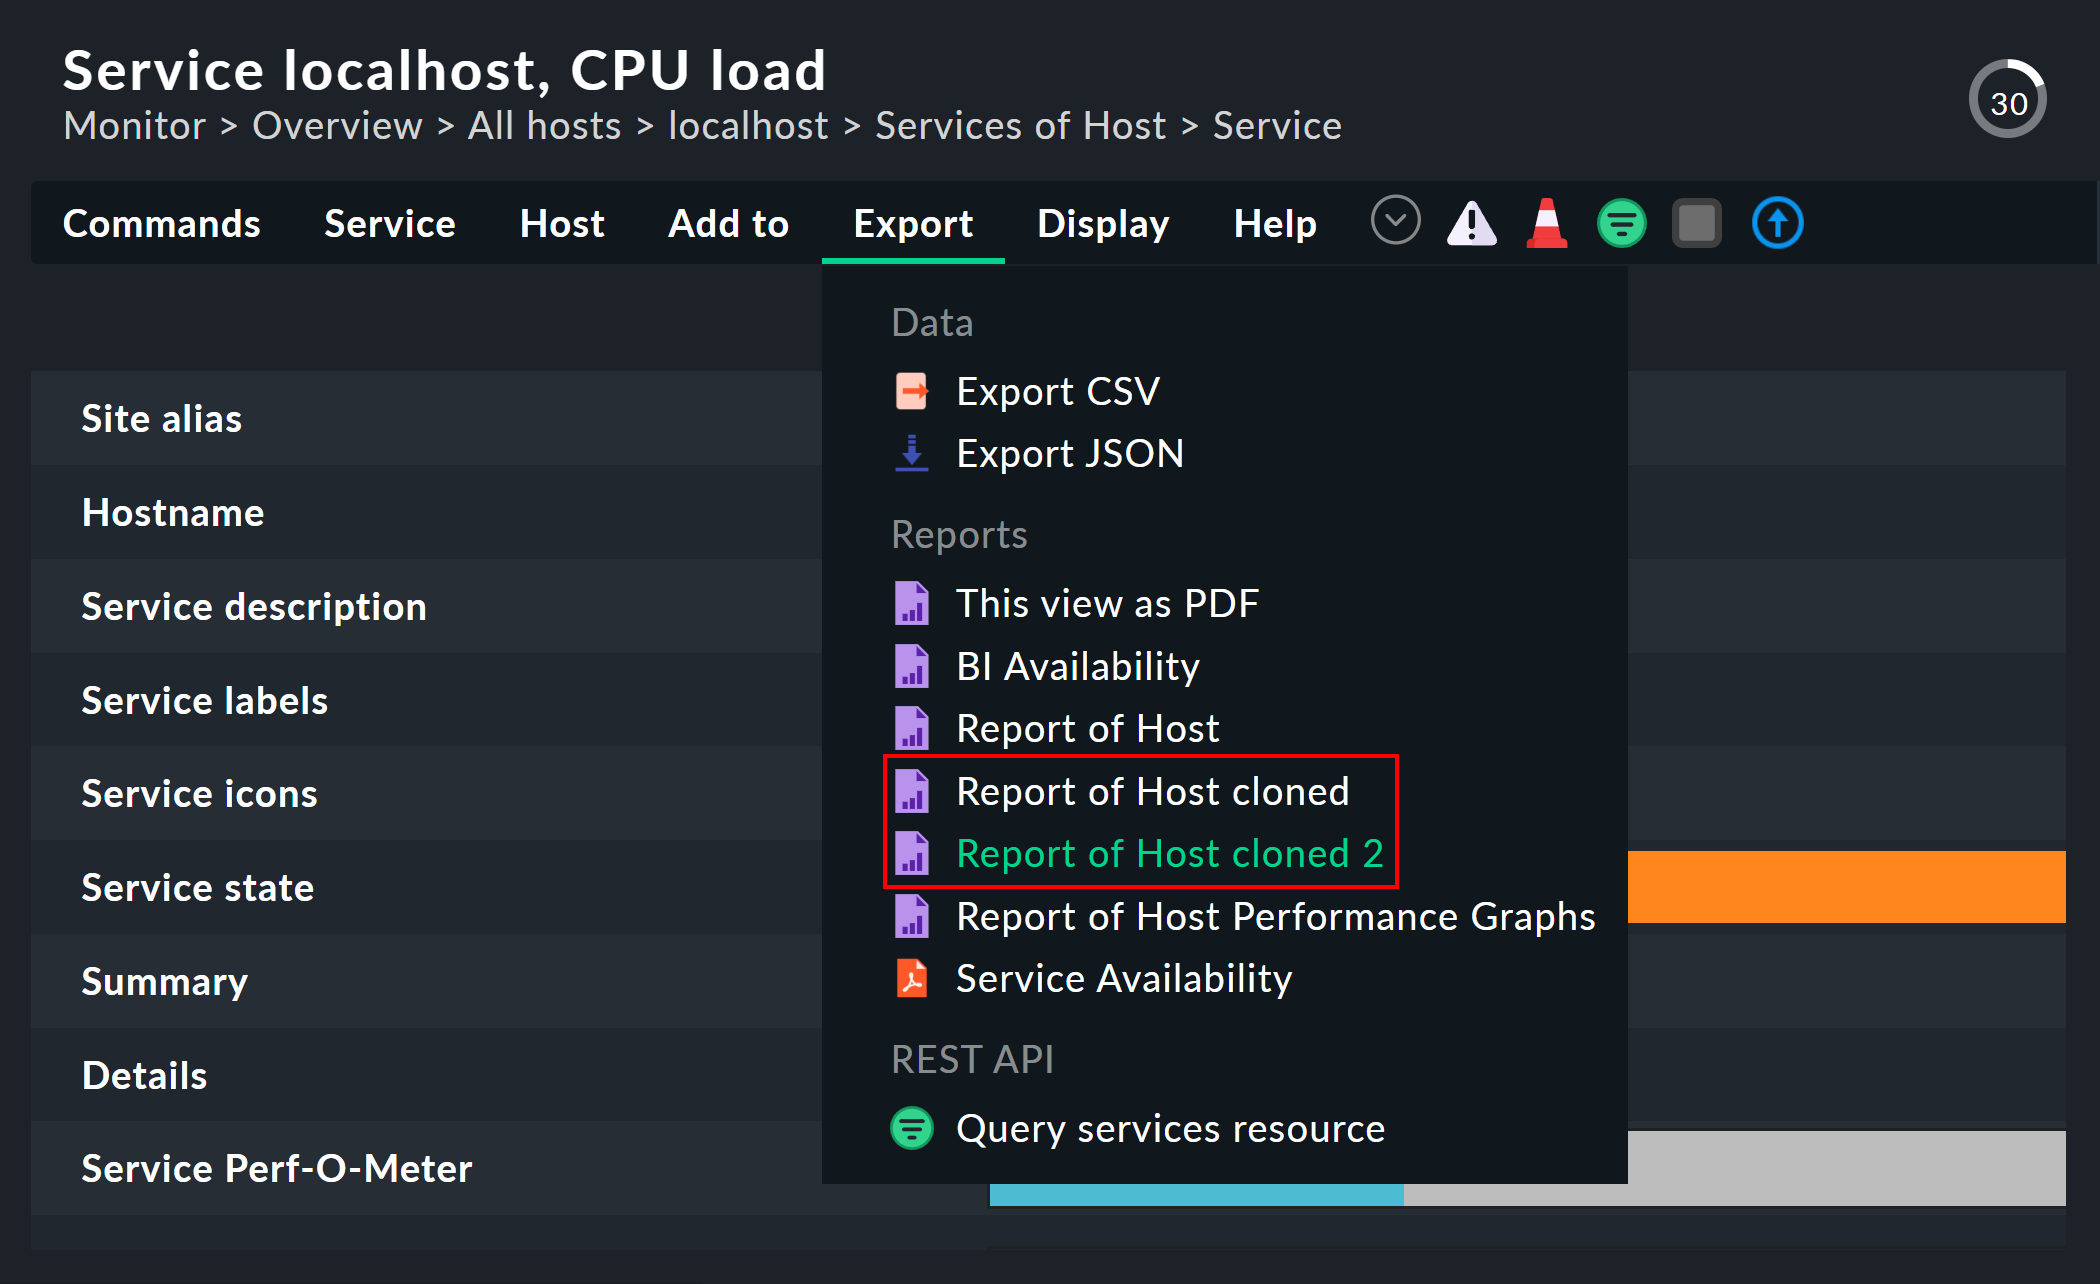 Service localhost, CPU load
Monitor > Overview > All hosts > localhost > Services of Host > Service
30
Commands Service Host Add to Export Display Help
Data
Export CSV
Export JSON
Reports
This view as PDF
BI Availability
Report of Host
Report of Host cloned
Report of Host cloned 2
Report of Host Performance Graphs
Service Availability
REST API
Query services resource
Site alias
Hostname
Service description
Service labels
Service icons
Service state
Summary
Details
Service Perf-O-Meter